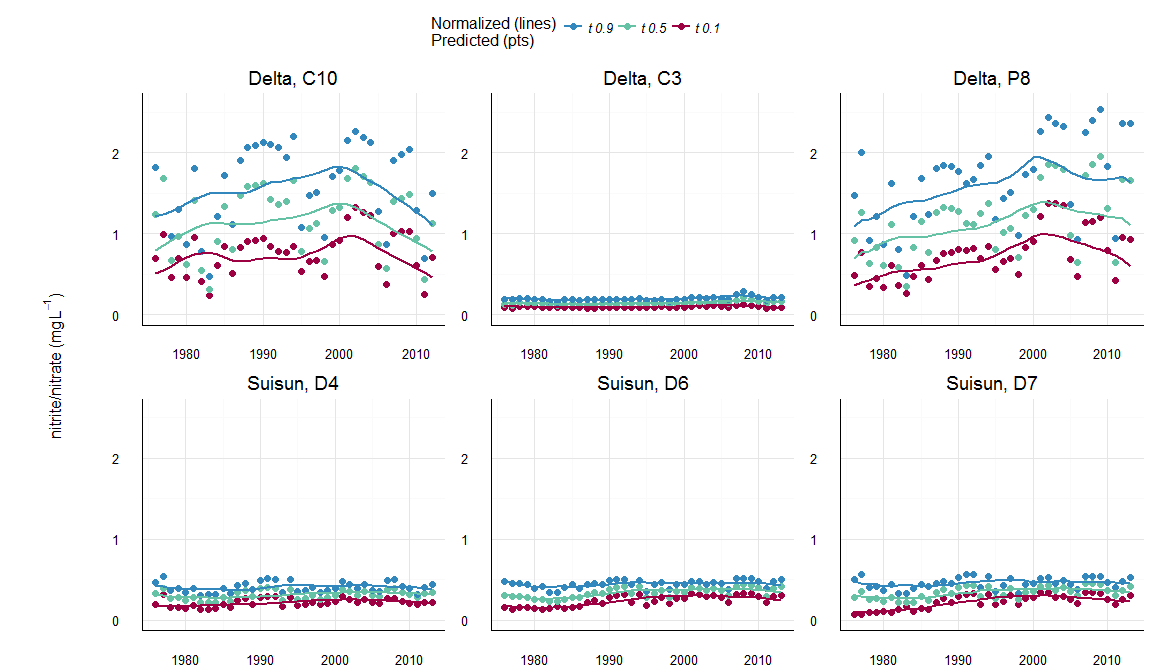 Normalized (lines)
Predicted (pts)
t 0.9 t 0.5 t 0.1
Delta, C10 Delta, C3 Delta, P8
2 2 2
1 1 1
0 0 0
1980 1990 2000 2010 1980 1990 2000 2010 1980 1990 2000 2010
nitrite/nitrate (mgL⁻¹)
Suisun, D4 Suisun, D6 Suisun, D7
2 2 2
1 1 1
0 0 0
1980 1990 2000 2010 1980 1990 2000 2010 1980 1990 2000 2010